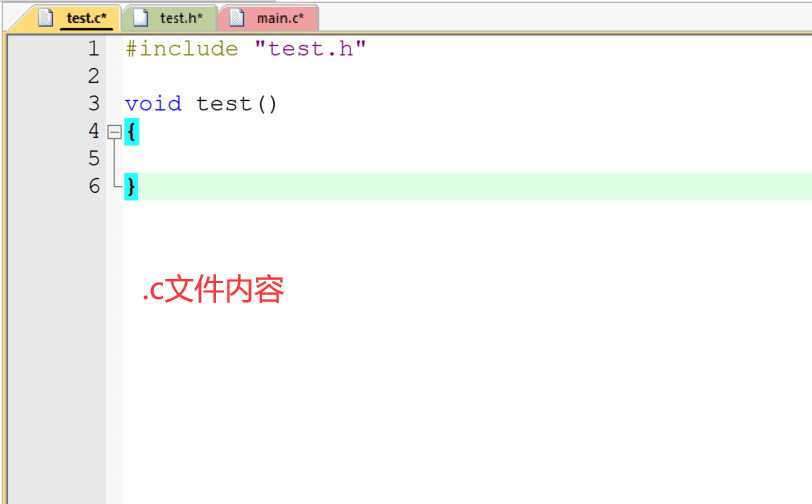 test.c* test.h* main.c*
1 #include "test.h"
2
3 void test()
4 {
5
6 }
.c文件内容